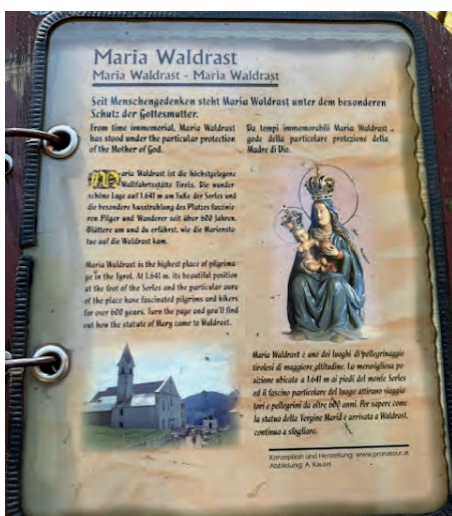 Maria Waldrast
Maria Waldrast - Maria Waldrast
Seit Menschengedenken steht Maria Waldrast unter dem besonderen
Schutz der Gottesmutter.
From time immemorial, Maria Waldrast
has stood under the particular protection
of the Mother of God.
Da tempi immemorabili Maria Waldrast
gode della particolare protezione della
Madre di Dio.
Maria Waldrast ist die höchstgelegene
Wallfahrtsstätte Tirols. Die wunder-
schöne Lage auf 1.641 m am Fuße der Serles und
die besondere Ausstrahlung des Platzes faszinie-
ren Pilger und Wanderer seit über 600 Jahren.
Blättere um und du erfährst, wie die Mariensta-
tue auf die Waldrast kam.
Maria Waldrast is the highest place of pilgrima-
ge in the Tyrol. At 1.641 m, its beautiful position
at the foot of the Serles and the particular aura
of the place have fascinated pilgrims and hikers
for over 600 years. Turn the page and you'll find
out how the statute of Mary came to Waldrast.
Maria Waldrast è uno dei luoghi di pellegrinaggio
tirolesi di maggiore altitudine. La meravigliosa po-
sizione ubicata a 1.641 m ai piedi del monte Serles
ed il fascino particolare del luogo attirano viaggia-
tori e pellegrini da oltre 600 anni. Per sapere come
la statua della Vergine Maria è arrivata a Waldrast,
continua a sfogliare.
Konzeption und Herstellung: www.pronatour.at
Abbildung: A. Käuser